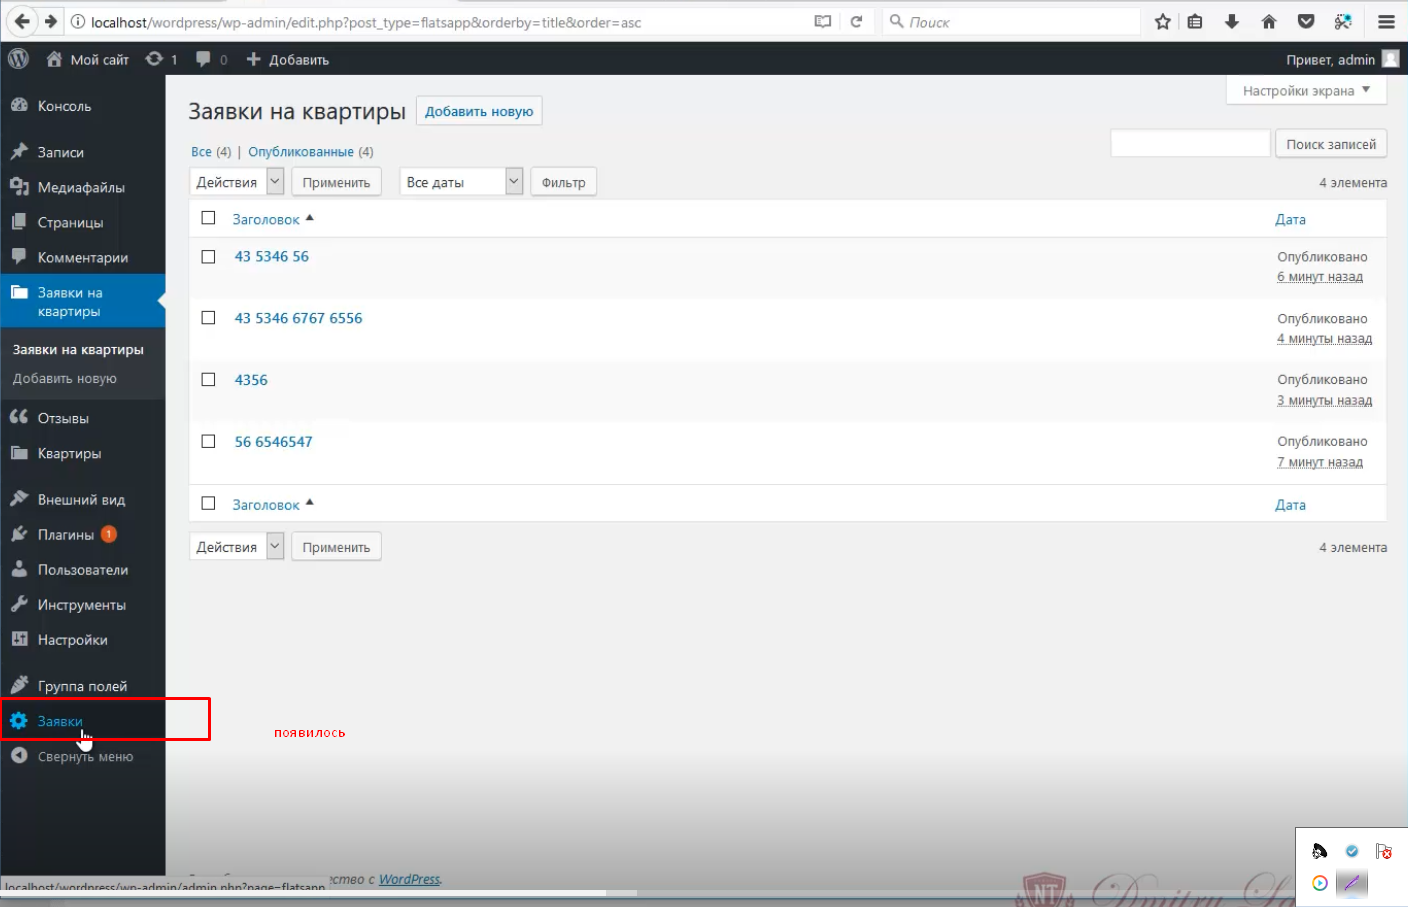 localhost/wordpress/wp-admin/edit.php?post_type=flatsapp&orderby=title&order=asc
Поиск
Мой сайт
1
0
Добавить
Привет, admin
Консоль
Записи
Медиафайлы
Страницы
Комментарии
Заявки на
квартиры
Заявки на квартиры
Добавить новую
Отзывы
Квартиры
Внешний вид
Плагины 1
Пользователи
Инструменты
Настройки
Группа полей
Заявки
Свернуть меню
Настройки экрана
Заявки на квартиры
Добавить новую
Все (4) | Опубликованные (4)
Поиск записей
Действия
Применить
Все даты
Фильтр
4 элемента
Заголовок
Дата
43 5346 56
Опубликовано
6 минут назад
43 5346 6767 6556
Опубликовано
4 минуты назад
4356
Опубликовано
3 минуты назад
56 6546547
Опубликовано
7 минут назад
Заголовок
Дата
Действия
Применить
4 элемента
появилось
с WordPress.
localhost/wordpress/wp-admin/admin.php?page=flatsapp
NT
Dmitry